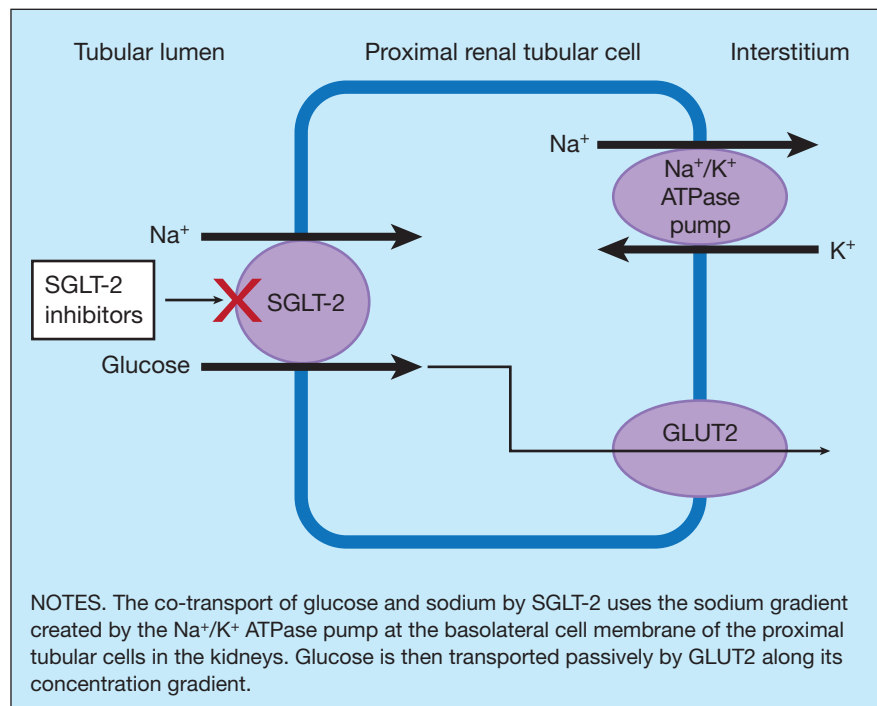 Tubular lumen
Proximal renal tubular cell
Interstitium
Na⁺
Na⁺/K⁺
ATPase
pump
K⁺
Na⁺
SGLT-2
inhibitors
SGLT-2
Glucose
GLUT2
NOTES. The co-transport of glucose and sodium by SGLT-2 uses the sodium gradient
created by the Na⁺/K⁺ ATPase pump at the basolateral cell membrane of the proximal
tubular cells in the kidneys. Glucose is then transported passively by GLUT2 along its
concentration gradient.